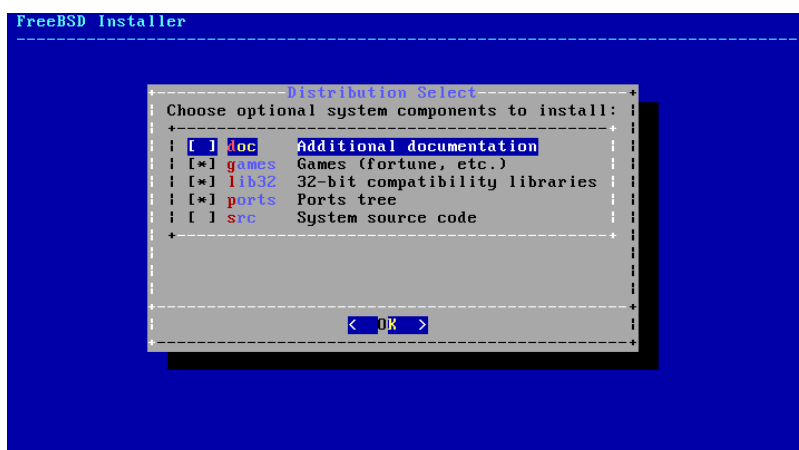 FreeBSD Installer
Distribution Select
Choose optional system components to install:
[ ] doc Additional documentation
[*] games Games (fortune, etc.)
[*] lib32 32-bit compatibility libraries
[*] ports Ports tree
[ ] src System source code
< OK >